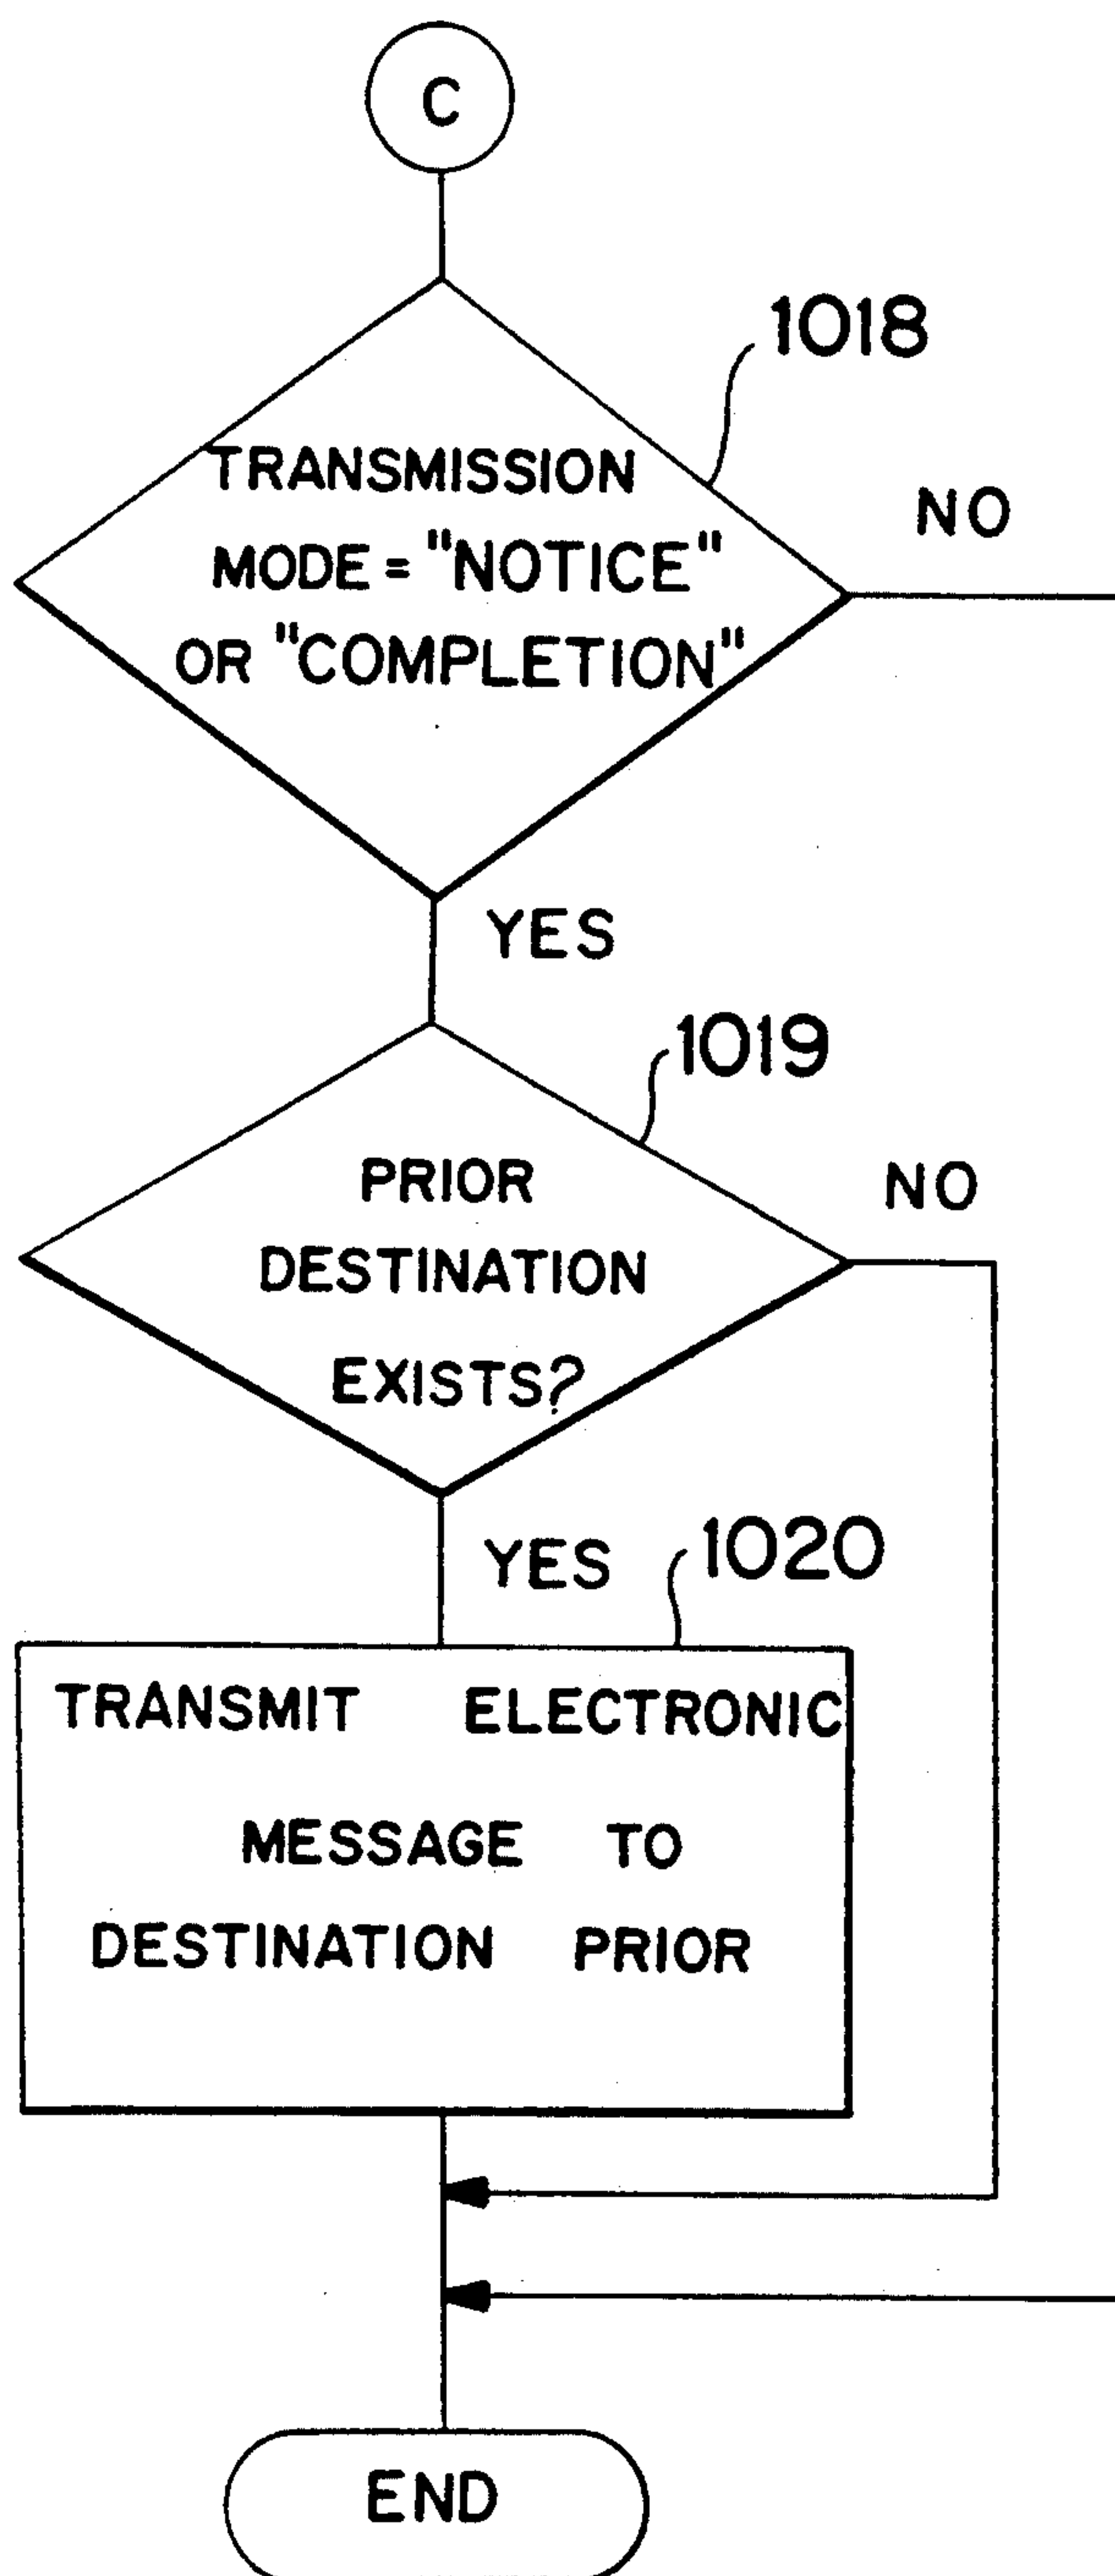 C
1018
TRANSMISSION
MODE = "NOTICE"
OR "COMPLETION"
NO
YES
1019
PRIOR
DESTINATION
EXISTS?
NO
YES
1020
TRANSMIT ELECTRONIC
MESSAGE TO
DESTINATION PRIOR
END